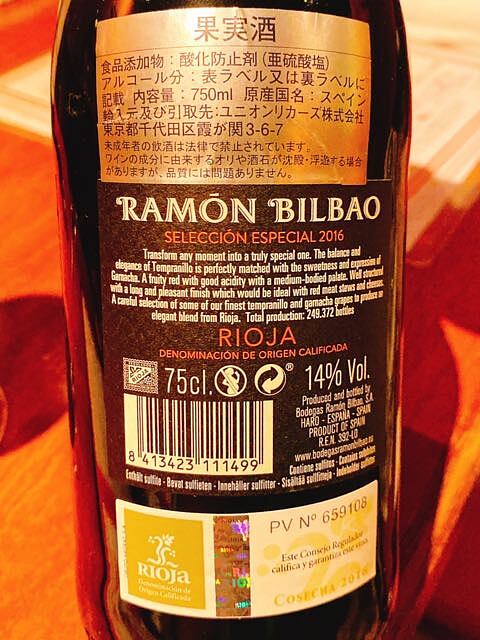 果実酒
食品添加物：酸化防止剤（亜硫酸塩）
アルコール分：表ラベル又は裏ラベルに
記載 内容量：750ml 原産国名：スペイン
輸入元及び引取先：ユニオンリカーズ株式会社
東京都千代田区霞が関3-6-7
未成年者の飲酒は法律で禁止されています。
ワインの成分に由来するオリや酒石が沈殿・浮遊する場合
がありますが、品質には問題ありません。
RAMÓN BILBAO
SELECCIÓN ESPECIAL 2016
Transform any moment into a truly special one. The balance and
elegance of Tempranillo is perfectly matched with the sweetness and expression of
Garnacha. A fruity red with good acidity with a medium-bodied palate. Well structured
with a long and pleasant finish which would be ideal with red meat stews and cheeses.
A careful selection of some of our finest tempranillo and garnacha grapes to produce an
elegant blend from Rioja. Total production: 249.372 bottles
RIOJA
DENOMINACIÓN DE ORIGEN CALIFICADA
75cl. ® 14% Vol.
Produced and bottled by
Bodegas Ramón Bilbao, S.A.
HARO - ESPAÑA - SPAIN
PRODUCT OF SPAIN
R.E.N. 392-LO
www.bodegasramonbilbao.es
Contiene sulfitos - Contains sulphites
8 413423 111499
Enthält sulfite - Bevat sulfieten - Innehåller sulfitter - Sisältää sulfiitteja - Indeholder sulfitter
PV Nº 659108
Este Consejo Regulador
califica y garantiza este vino.
COSECHA 2016
RIOJA
Denominación de
Origen Calificada